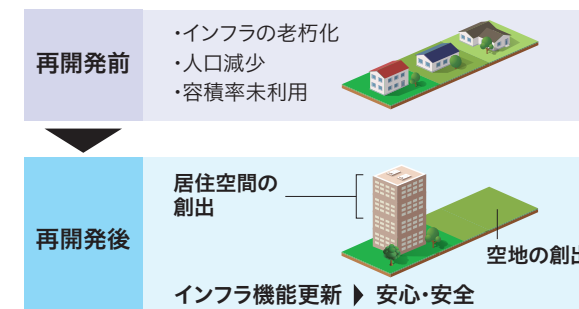 再開発前
・インフラの老朽化
・人口減少
・容積率未利用
再開発後
居住空間の
創出
空地の創出
インフラ機能更新 ▶ 安心・安全